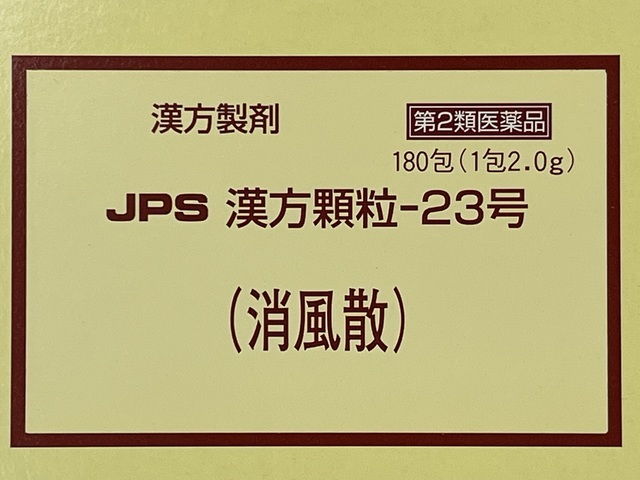 漢方製剤
第2類医薬品
180包(1包2.0g)
JPS 漢方顆粒-23号
(消風散)